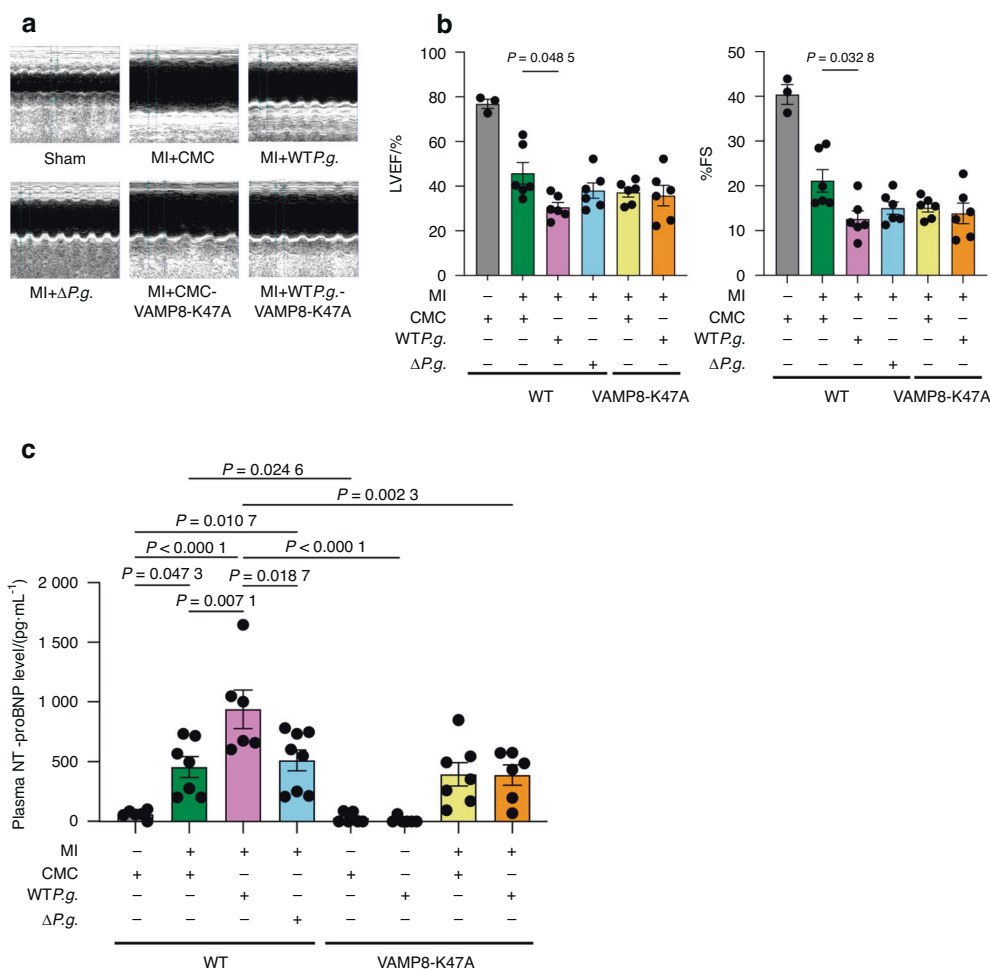 a
Sham
MI+CMC
MI+WTP.g.
MI+ΔP.g.
MI+CMC-
VAMP8-K47A
MI+WTP.g.-
VAMP8-K47A
b
LVEF/%
100
80
60
40
20
0
P = 0.048 5
MI – + + + + +
CMC + + – – + –
WTP.g. – – + – – +
ΔP.g. – – – + – –
WT
VAMP8-K47A
%FS
50
40
30
20
10
0
P = 0.032 8
MI – + + + + +
CMC + + – – + –
WTP.g. – – + – – +
ΔP.g. – – – + – –
WT
VAMP8-K47A
c
P = 0.024 6
P = 0.002 3
P = 0.010 7
P < 0.000 1
P < 0.000 1
P = 0.047 3
P = 0.018 7
P = 0.007 1
Plasma NT -proBNP level/(pg·mL⁻¹)
2 000
1 500
1 000
500
0
MI – + + + – – + +
CMC + + – – + – + –
WTP.g. – – + – – + – +
ΔP.g. – – – + – – – –
WT
VAMP8-K47A